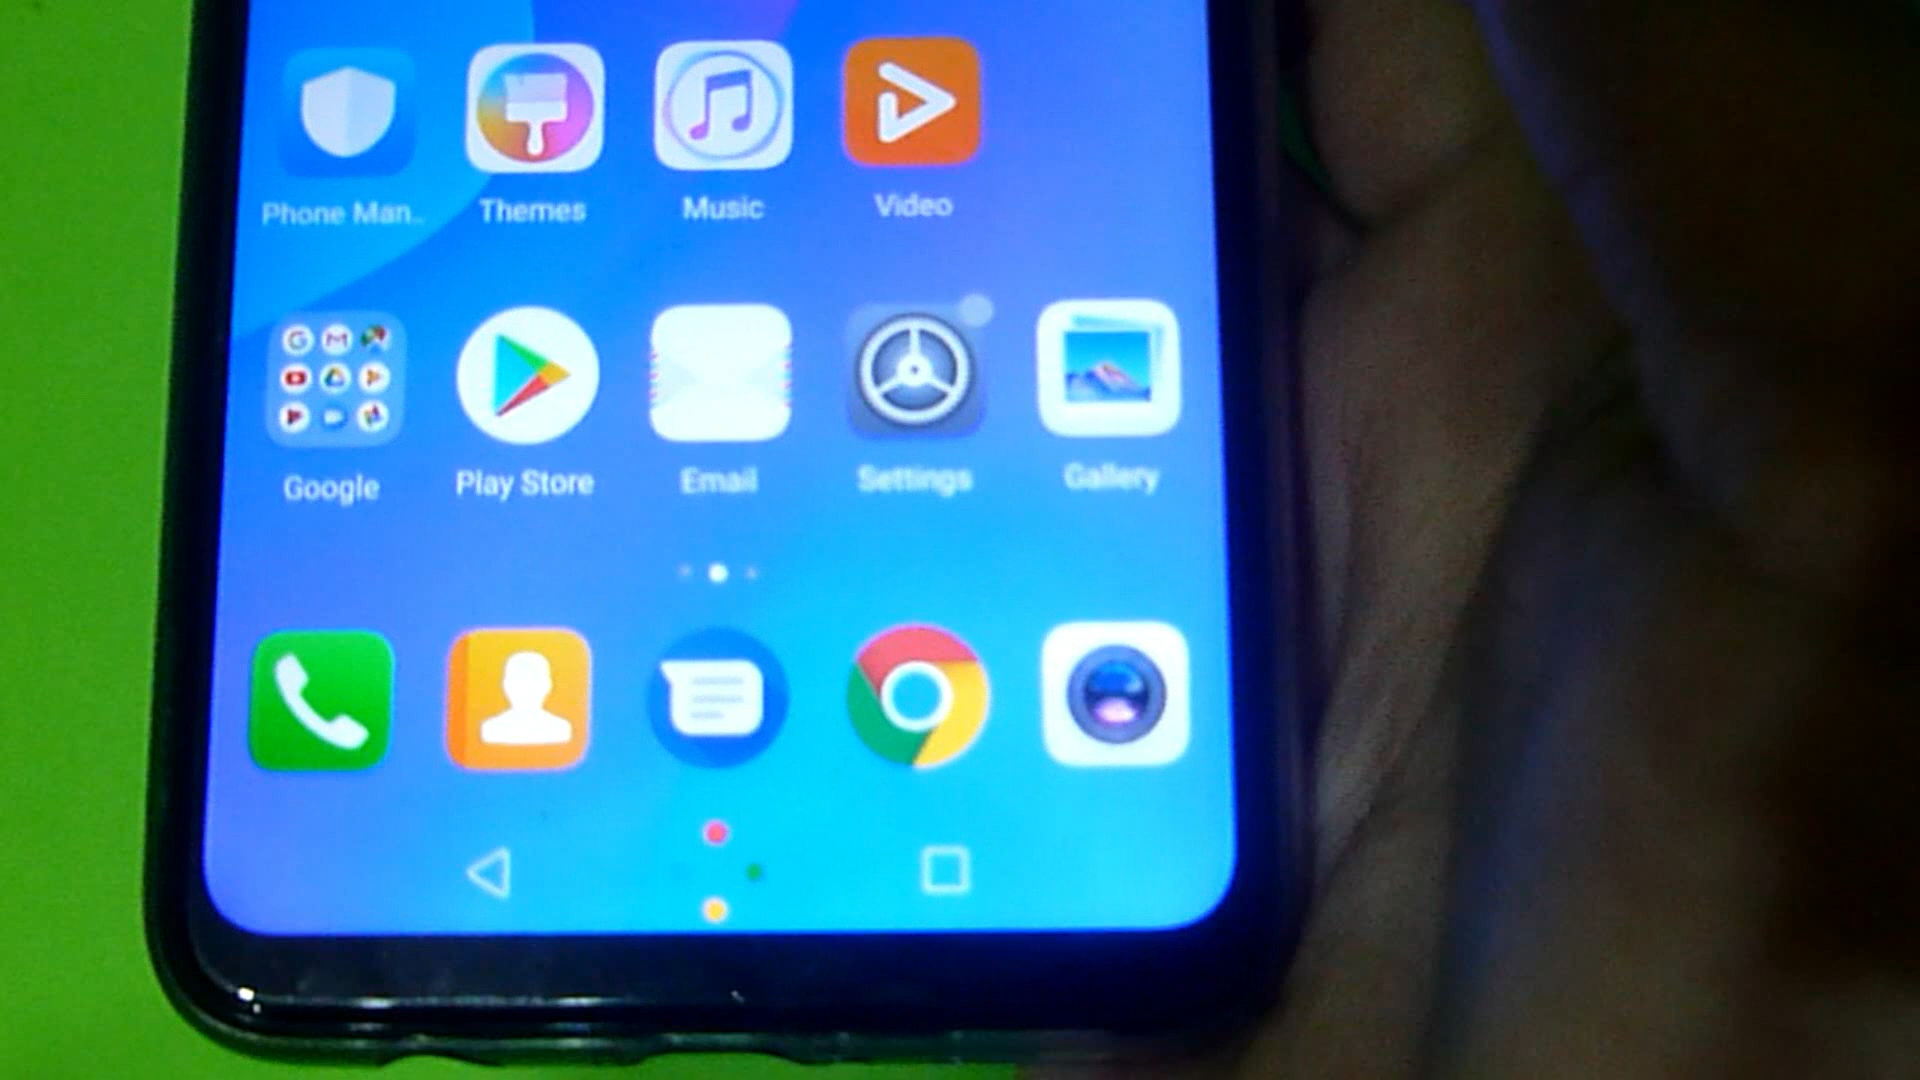 Phone Man..
Themes
Music
Video
Google
Play Store
Email
Settings
Gallery